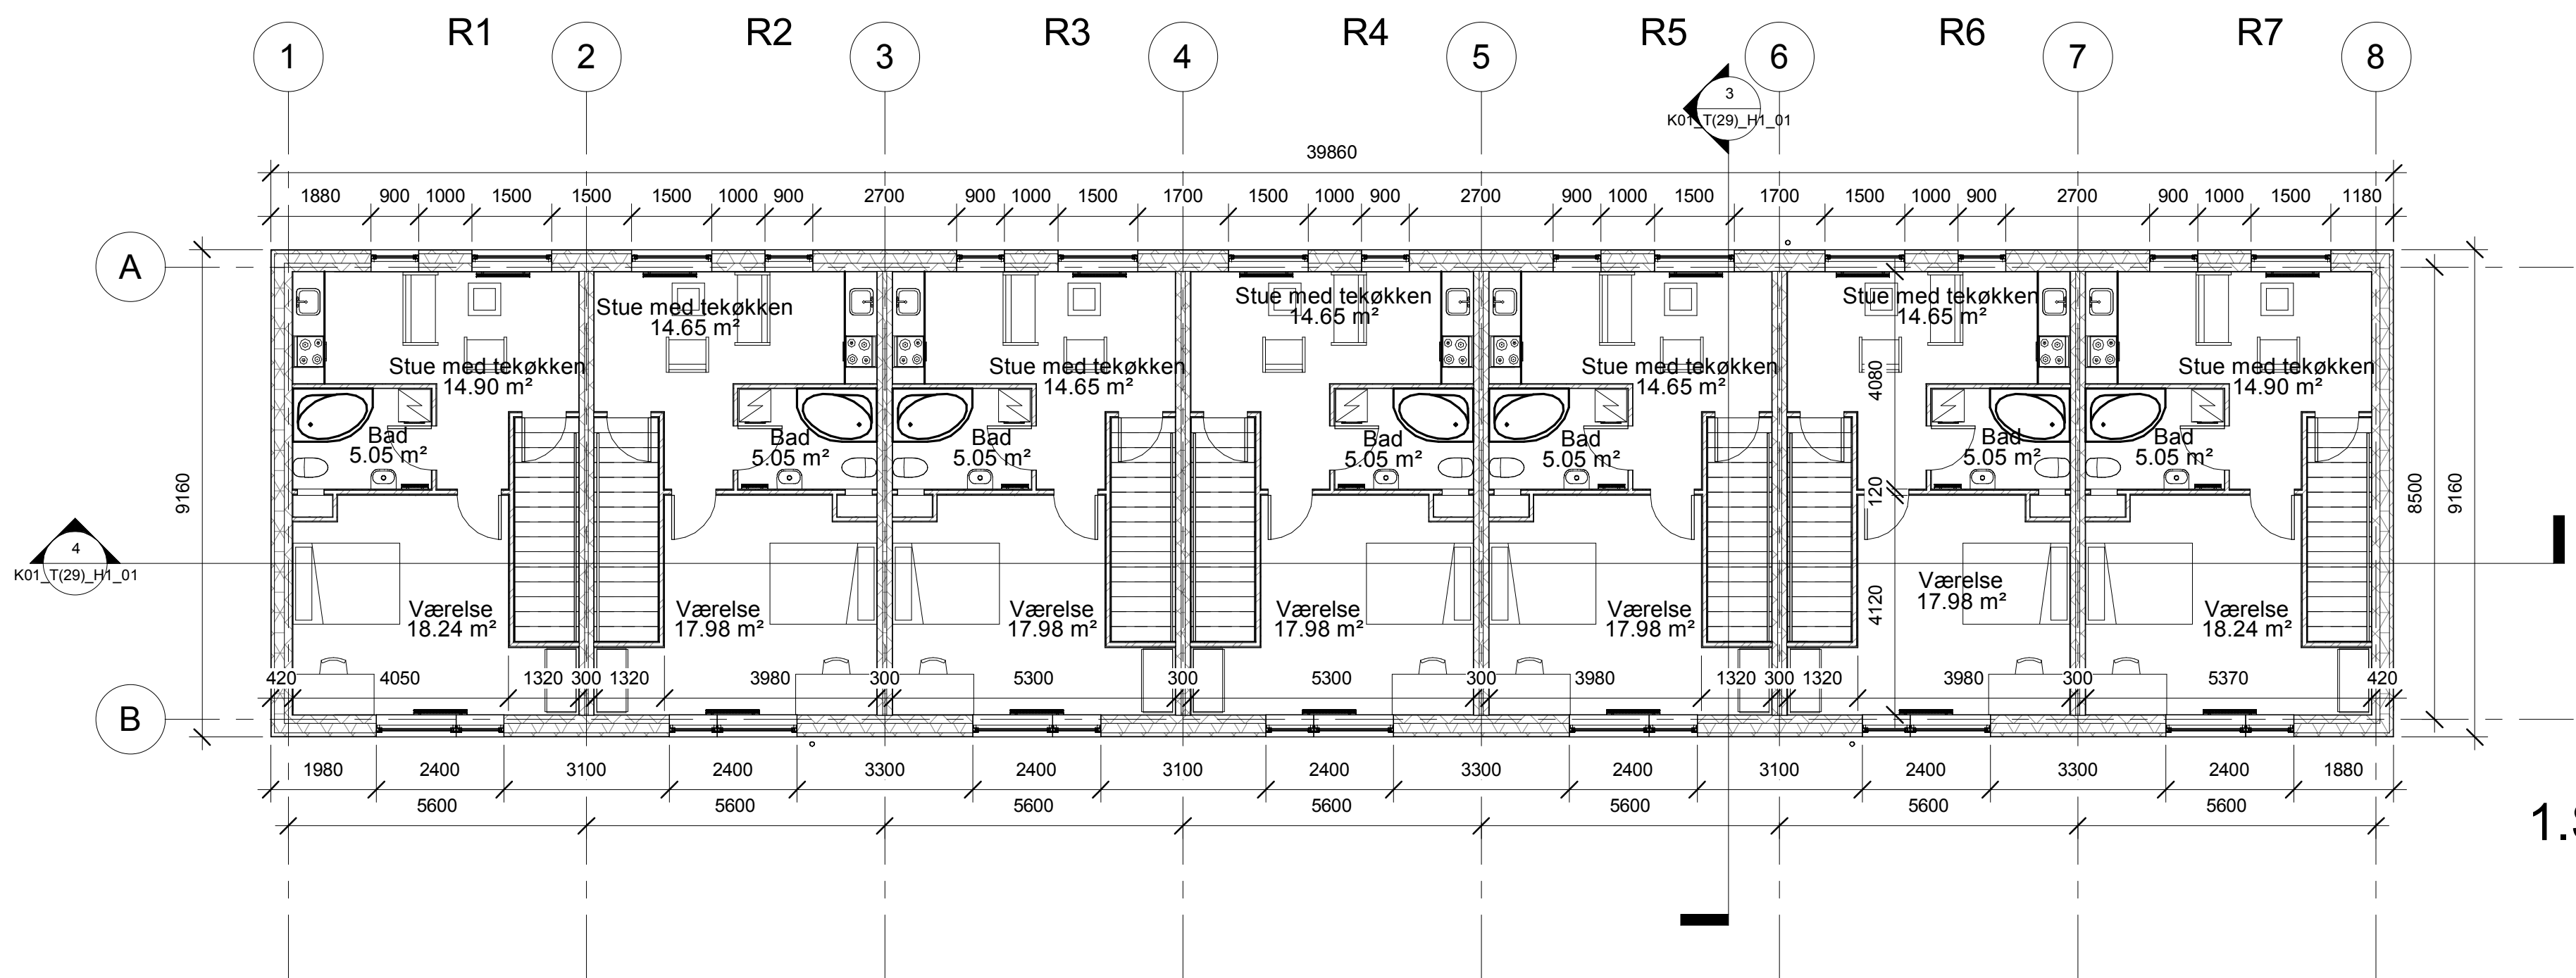 R1 R2 R3 R4 R5 R6 R7
1 2 3 4 5 6 7 8
3
K01_T(29)_H1_01
39860
1880 900 1000 1500 1500 1500 1000 900 2700 900 1000 1500 1700 1500 1000 900 2700 900 1000 1500 1700 1500 1000 900 2700 900 1000 1500 1180
A
Stue med tekøkken
14.65 m²
Stue med tekøkken
14.65 m²
Stue med tekøkken
14.65 m²
Stue med tekøkken
14.90 m²
Stue med tekøkken
14.65 m²
Stue med tekøkken
14.65 m²
Stue med tekøkken
14.90 m²
4080
Bad
5.05 m²
Bad
5.05 m²
Bad
5.05 m²
Bad
5.05 m²
Bad
5.05 m²
Bad
5.05 m²
Bad
5.05 m²
9160
120
8500
9160
4
K01_T(29)_H1_01
4120
Værelse
18.24 m²
Værelse
17.98 m²
Værelse
17.98 m²
Værelse
17.98 m²
Værelse
17.98 m²
Værelse
17.98 m²
Værelse
18.24 m²
420 4050 1320 300 1320 3980 300 5300 300 5300 300 3980 1320 300 1320 3980 300 5370 420
B
1980 2400 3100 2400 3300 2400 3100 2400 3300 2400 3100 2400 3300 2400 1880
5600 5600 5600 5600 5600 5600 5600